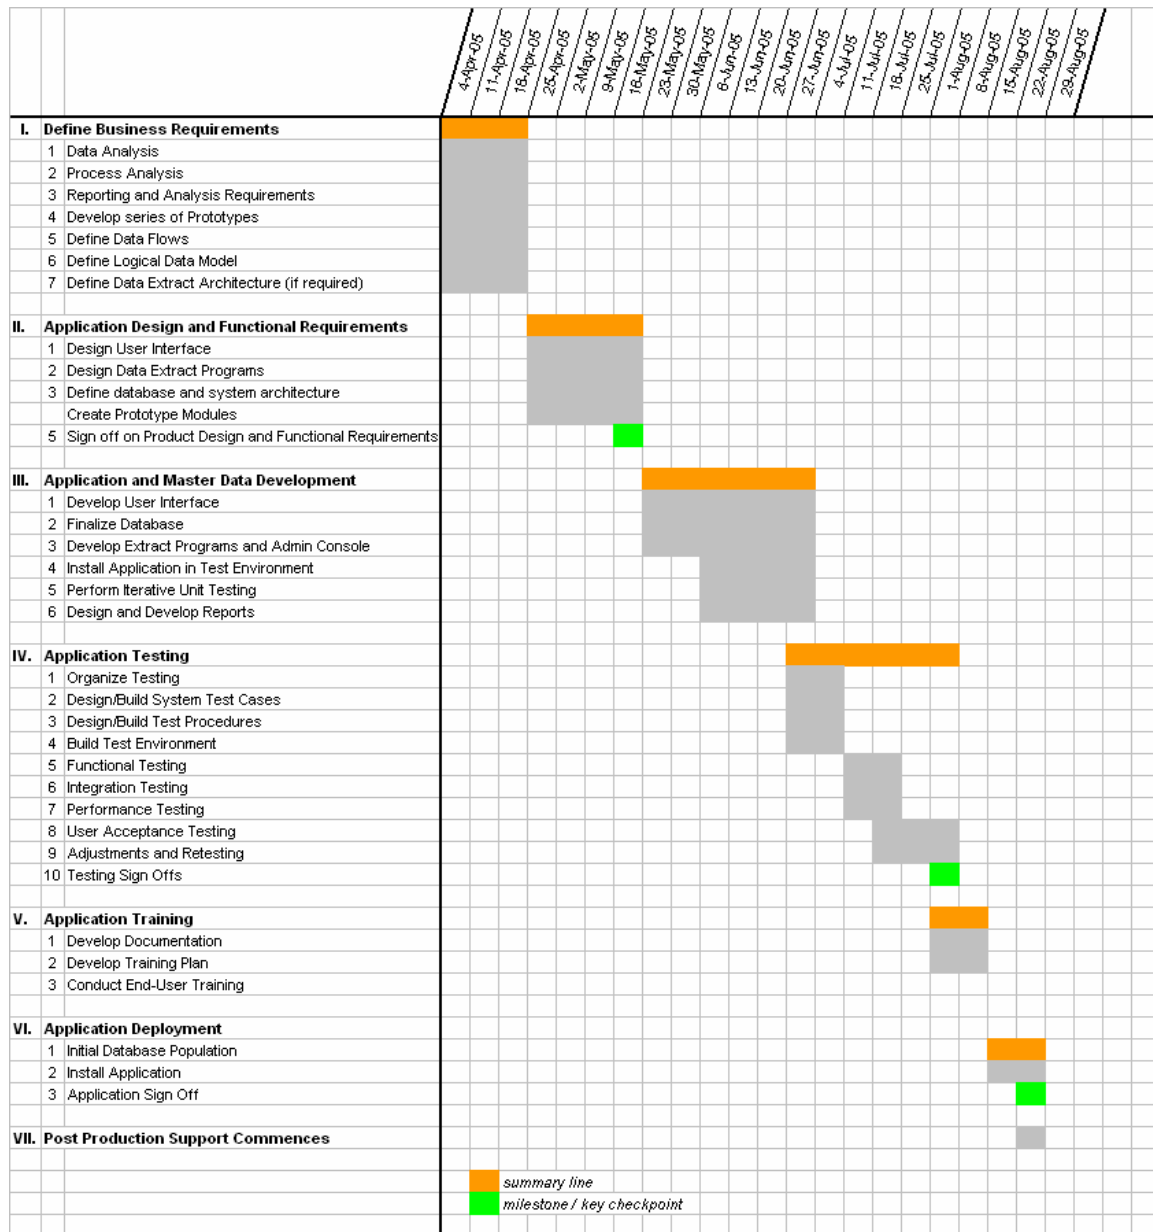 4-Apr-05
11-Apr-05
18-Apr-05
25-Apr-05
2-May-05
9-May-05
16-May-05
23-May-05
30-May-05
6-Jun-05
13-Jun-05
20-Jun-05
27-Jun-05
4-Jul-05
11-Jul-05
18-Jul-05
25-Jul-05
1-Aug-05
8-Aug-05
15-Aug-05
22-Aug-05
29-Aug-05
I. Define Business Requirements
1 Data Analysis
2 Process Analysis
3 Reporting and Analysis Requirements
4 Develop series of Prototypes
5 Define Data Flows
6 Define Logical Data Model
7 Define Data Extract Architecture (if required)
II. Application Design and Functional Requirements
1 Design User Interface
2 Design Data Extract Programs
3 Define database and system architecture
Create Prototype Modules
5 Sign off on Product Design and Functional Requirements
III. Application and Master Data Development
1 Develop User Interface
2 Finalize Database
3 Develop Extract Programs and Admin Console
4 Install Application in Test Environment
5 Perform Iterative Unit Testing
6 Design and Develop Reports
IV. Application Testing
1 Organize Testing
2 Design/Build System Test Cases
3 Design/Build Test Procedures
4 Build Test Environment
5 Functional Testing
6 Integration Testing
7 Performance Testing
8 User Acceptance Testing
9 Adjustments and Retesting
10 Testing Sign Offs
V. Application Training
1 Develop Documentation
2 Develop Training Plan
3 Conduct End-User Training
VI. Application Deployment
1 Initial Database Population
2 Install Application
3 Application Sign Off
VII. Post Production Support Commences
summary line
milestone / key checkpoint